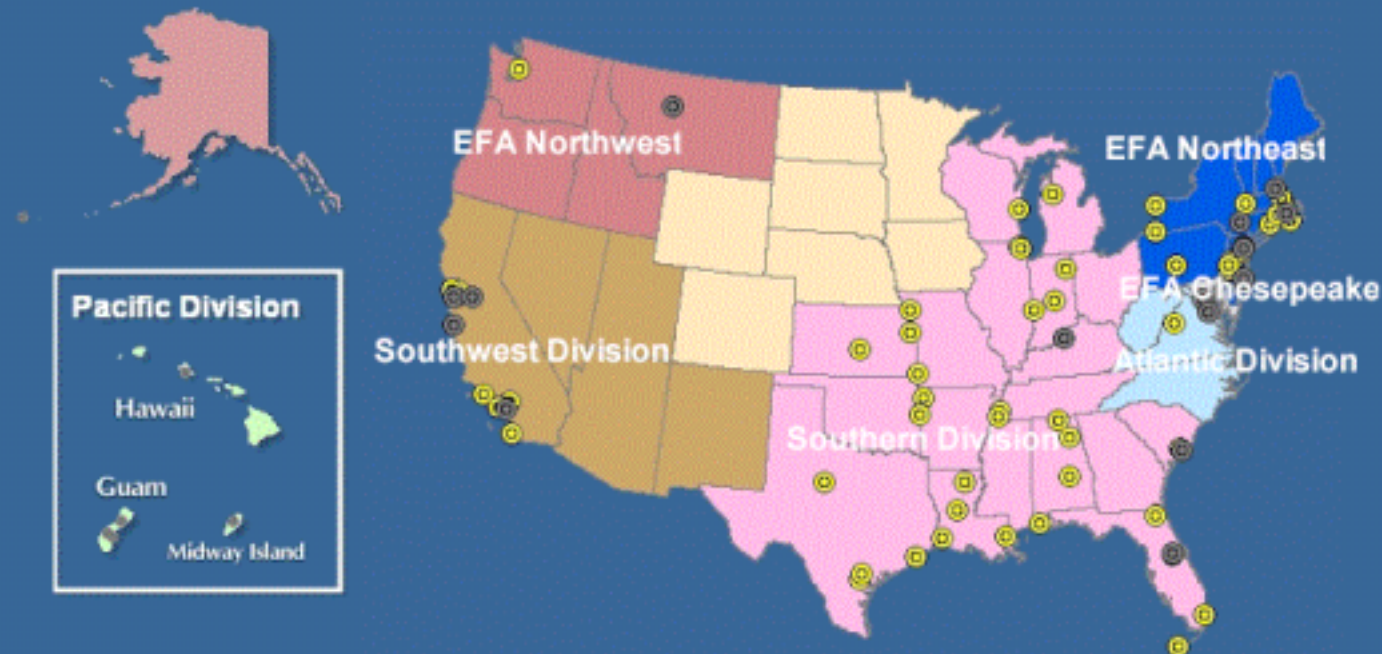 EFA Northwest
EFA Northeast
Pacific Division
EFA Chesepeake
Southwest Division
Atlantic Division
Hawaii
Southern Division
Guam
Midway Island